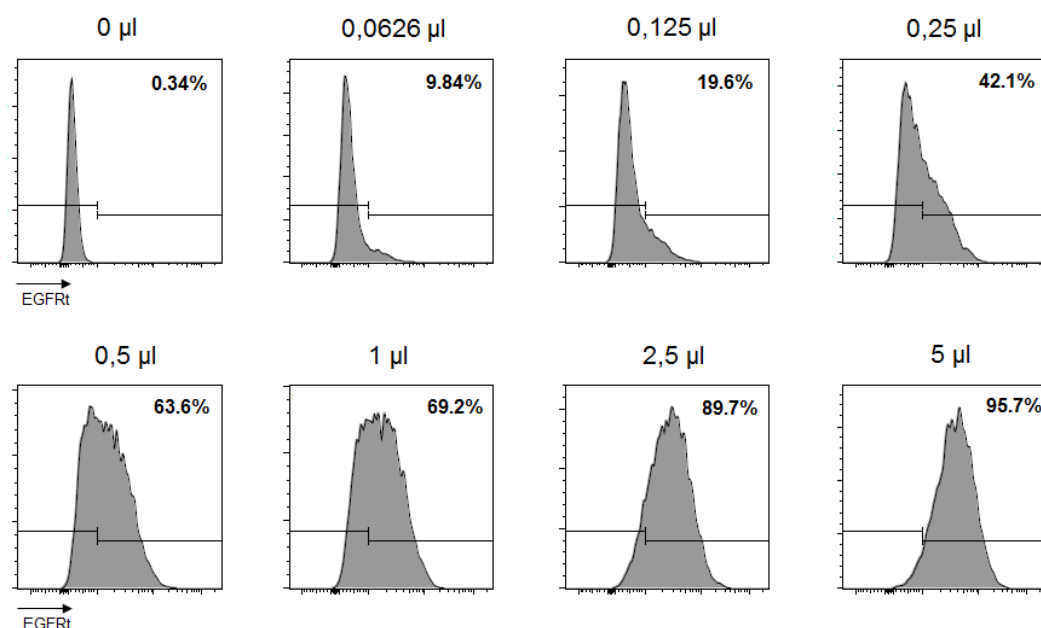 0 µl 0,0626 µl 0,125 µl 0,25 µl
0.34% 9.84% 19.6% 42.1%
EGFRt
0,5 µl 1 µl 2,5 µl 5 µl
63.6% 69.2% 89.7% 95.7%
EGFRt